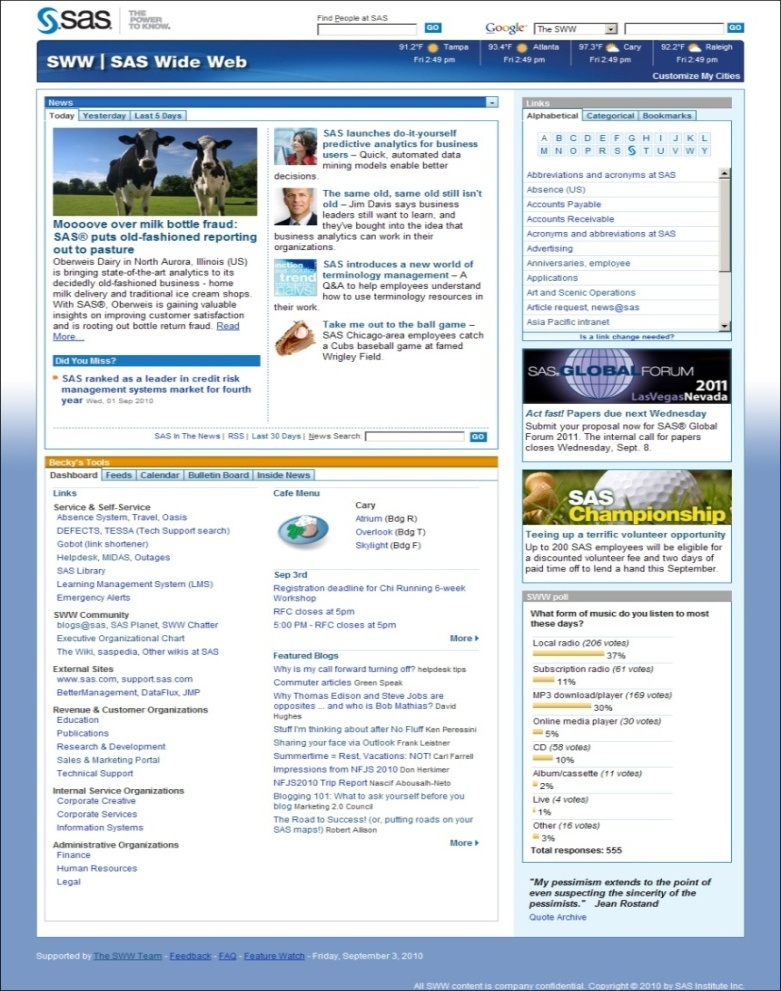 sas. THE POWER TO KNOW.
Find People at SAS
GO
Google The SWW GO
SWW | SAS Wide Web
91.2°F Tampa Fri 2:49 pm
93.4°F Atlanta Fri 2:49 pm
97.3°F Cary Fri 2:49 pm
92.2°F Raleigh Fri 2:49 pm
Customize My Cities
News
Today Yesterday Last 5 Days
Moooove over milk bottle fraud:
SAS® puts old-fashioned reporting
out to pasture
Oberweis Dairy in North Aurora, Illinois (US)
is bringing state-of-the-art analytics to its
decidedly old-fashioned business - home
milk delivery and traditional ice cream shops.
With SAS®, Oberweis is gaining valuable
insights on improving customer satisfaction
and is rooting out bottle return fraud. Read
More...
Did You Miss?
SAS ranked as a leader in credit risk
management systems market for fourth
year Wed, 01 Sep 2010
SAS launches do-it-yourself
predictive analytics for business
users – Quick, automated data
mining models enable better
decisions.
The same old, same old still isn't
old – Jim Davis says business
leaders still want to learn, and
they've bought into the idea that
business analytics can work in their
organizations.
action
trend
SAS introduces a new world of
terminology management – A
Q&A to help employees understand
how to use terminology resources in
their work.
Take me out to the ball game –
SAS Chicago-area employees catch
a Cubs baseball game at famed
Wrigley Field.
SAS In The News | RSS | Last 30 Days | News Search: GO
Becky's Tools
Dashboard Feeds Calendar Bulletin Board Inside News
Links
Service & Self-Service
Absence System, Travel, Oasis
DEFECTS, TESSA (Tech Support search)
Gobot (link shortener)
Helpdesk, MIDAS, Outages
SAS Library
Learning Management System (LMS)
Emergency Alerts
SWW Community
blogs@sas, SAS Planet, SWW Chatter
Executive Organizational Chart
The Wiki, saspedia, Other wikis at SAS
External Sites
www.sas.com, support.sas.com
BetterManagement, DataFlux, JMP
Revenue & Customer Organizations
Education
Publications
Research & Development
Sales & Marketing Portal
Technical Support
Internal Service Organizations
Corporate Creative
Corporate Services
Information Systems
Administrative Organizations
Finance
Human Resources
Legal
Cafe Menu
Cary
Atrium (Bdg R)
Overlook (Bdg T)
Skylight (Bdg F)
Sep 3rd
Registration deadline for Chi Running 6-week
Workshop
RFC closes at 5pm
5:00 PM - RFC closes at 5pm
More
Featured Blogs
Why is my call forward turning off? helpdesk tips
Commuter articles Green Speak
Why Thomas Edison and Steve Jobs are
opposites ... and who is Bob Mathias? David
Hughes
Stuff I'm thinking about after No Fluff Ken Peressini
Sharing your face via Outlook Frank Leistner
Summertime = Rest, Vacations: NOT! Carl Farrell
Impressions from NFJS 2010 Don Herkimer
NFJS2010 Trip Report Nascif Abousalh-Neto
Blogging 101: What to ask yourself before you
blog Marketing 2.0 Council
The Road to Success! (or, putting roads on your
SAS maps!) Robert Allison
More
Links
Alphabetical Categorical Bookmarks
A B C D E F G H I J K L
M N O P R S S T U V W Y
Abbreviations and acronyms at SAS
Absence (US)
Accounts Payable
Accounts Receivable
Acronyms and abbreviations at SAS
Advertising
Anniversaries, employee
Applications
Art and Scenic Operations
Article request, news@sas
Asia Pacific intranet
Is a link change needed?
SAS GLOBAL FORUM
2011
LasVegasNevada
Act fast! Papers due next Wednesday
Submit your proposal now for SAS® Global
Forum 2011. The internal call for papers
closes Wednesday, Sept. 8.
SAS
Championship
Teeing up a terrific volunteer opportunity
Up to 200 SAS employees will be eligible for
a discounted volunteer fee and two days of
paid time off to lend a hand this September.
SWW poll
What form of music do you listen to most
these days?
Local radio (206 votes)
37%
Subscription radio (61 votes)
11%
MP3 download/player (169 votes)
30%
Online media player (30 votes)
5%
CD (58 votes)
10%
Album/cassette (11 votes)
2%
Live (4 votes)
1%
Other (16 votes)
3%
Total responses: 555
"My pessimism extends to the point of
even suspecting the sincerity of the
pessimists." Jean Rostand
Quote Archive
Supported by The SWW Team - Feedback - FAQ - Feature Watch - Friday, September 3, 2010
All SWW content is company confidential. Copyright © 2010 by SAS Institute Inc.